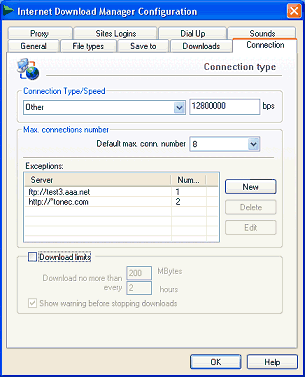 Internet Download Manager Configuration
Proxy Sites Logins Dial Up Sounds
General File types Save to Downloads Connection
Connection type
Connection Type/Speed
Other 12800000 bps
Max. connections number
Default max. conn. number 8
Exceptions:
Server Num...
ftp://test3.aaa.net 1
http://*tonec.com 2
New
Delete
Edit
Download limits
Download no more than 200 MBytes
every 2 hours
Show warning before stopping downloads
OK Help